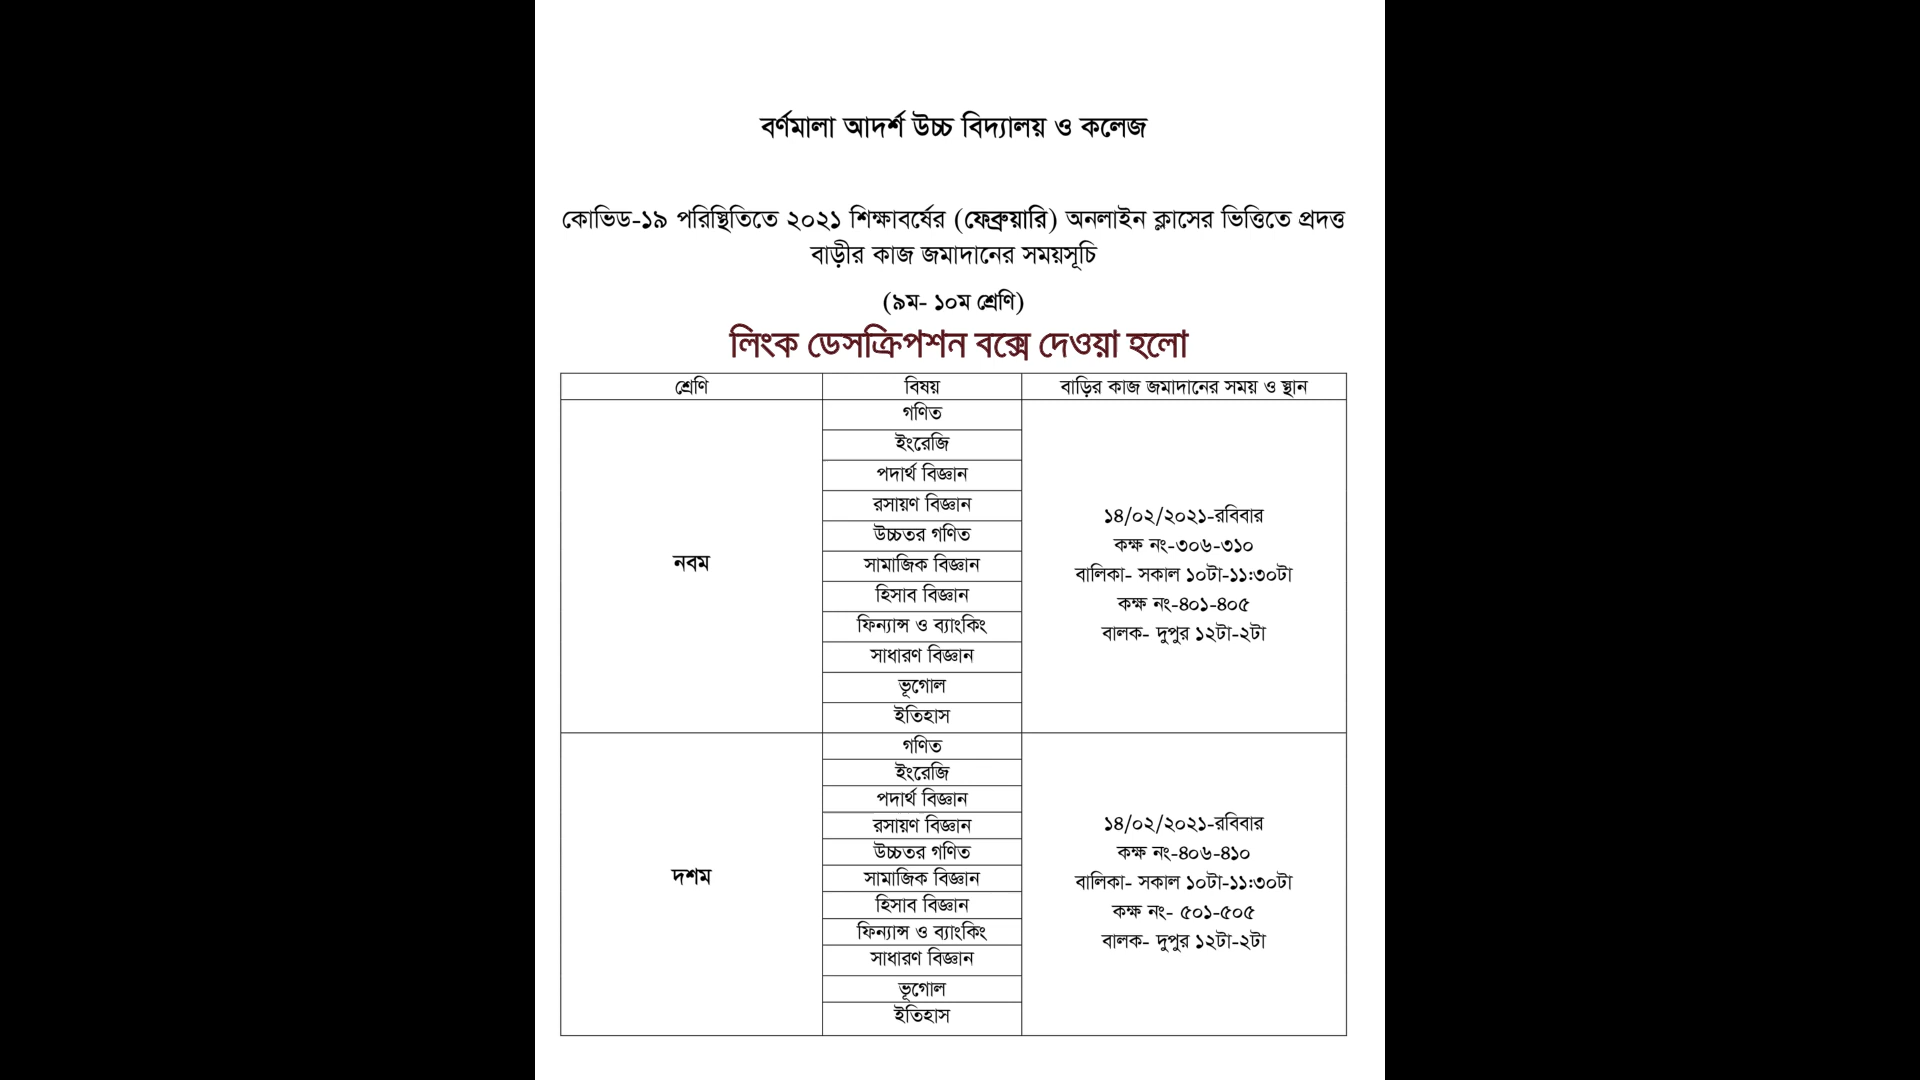 বর্ণমালা আদর্শ উচ্চ বিদ্যালয় ও কলেজ
কোভিড-১৯ পরিস্থিতিতে ২০২১ শিক্ষাবর্ষের (ফেব্রুয়ারি) অনলাইন ক্লাসের ভিত্তিতে প্রদত্ত
বাড়ীর কাজ জমাদানের সময়সূচি
(৯ম- ১০ম শ্রেণি)
লিংক ডেসক্রিপশন বক্সে দেওয়া হলো
শ্রেণি
বিষয়
বাড়ির কাজ জমাদানের সময় ও স্থান
নবম
গণিত
ইংরেজি
পদার্থ বিজ্ঞান
রসায়ণ বিজ্ঞান
উচ্চতর গণিত
সামাজিক বিজ্ঞান
হিসাব বিজ্ঞান
ফিন্যান্স ও ব্যাংকিং
সাধারণ বিজ্ঞান
ভূগোল
ইতিহাস
১৪/০২/২০২১-রবিবার
কক্ষ নং-৩০৬-৩১০
বালিকা- সকাল ১০টা-১১:৩০টা
কক্ষ নং-৪০১-৪০৫
বালক- দুপুর ১২টা-২টা
দশম
গণিত
ইংরেজি
পদার্থ বিজ্ঞান
রসায়ণ বিজ্ঞান
উচ্চতর গণিত
সামাজিক বিজ্ঞান
হিসাব বিজ্ঞান
ফিন্যান্স ও ব্যাংকিং
সাধারণ বিজ্ঞান
ভূগোল
ইতিহাস
১৪/০২/২০২১-রবিবার
কক্ষ নং-৪০৬-৪১০
বালিকা- সকাল ১০টা-১১:৩০টা
কক্ষ নং- ৫০১-৫০৫
বালক- দুপুর ১২টা-২টা